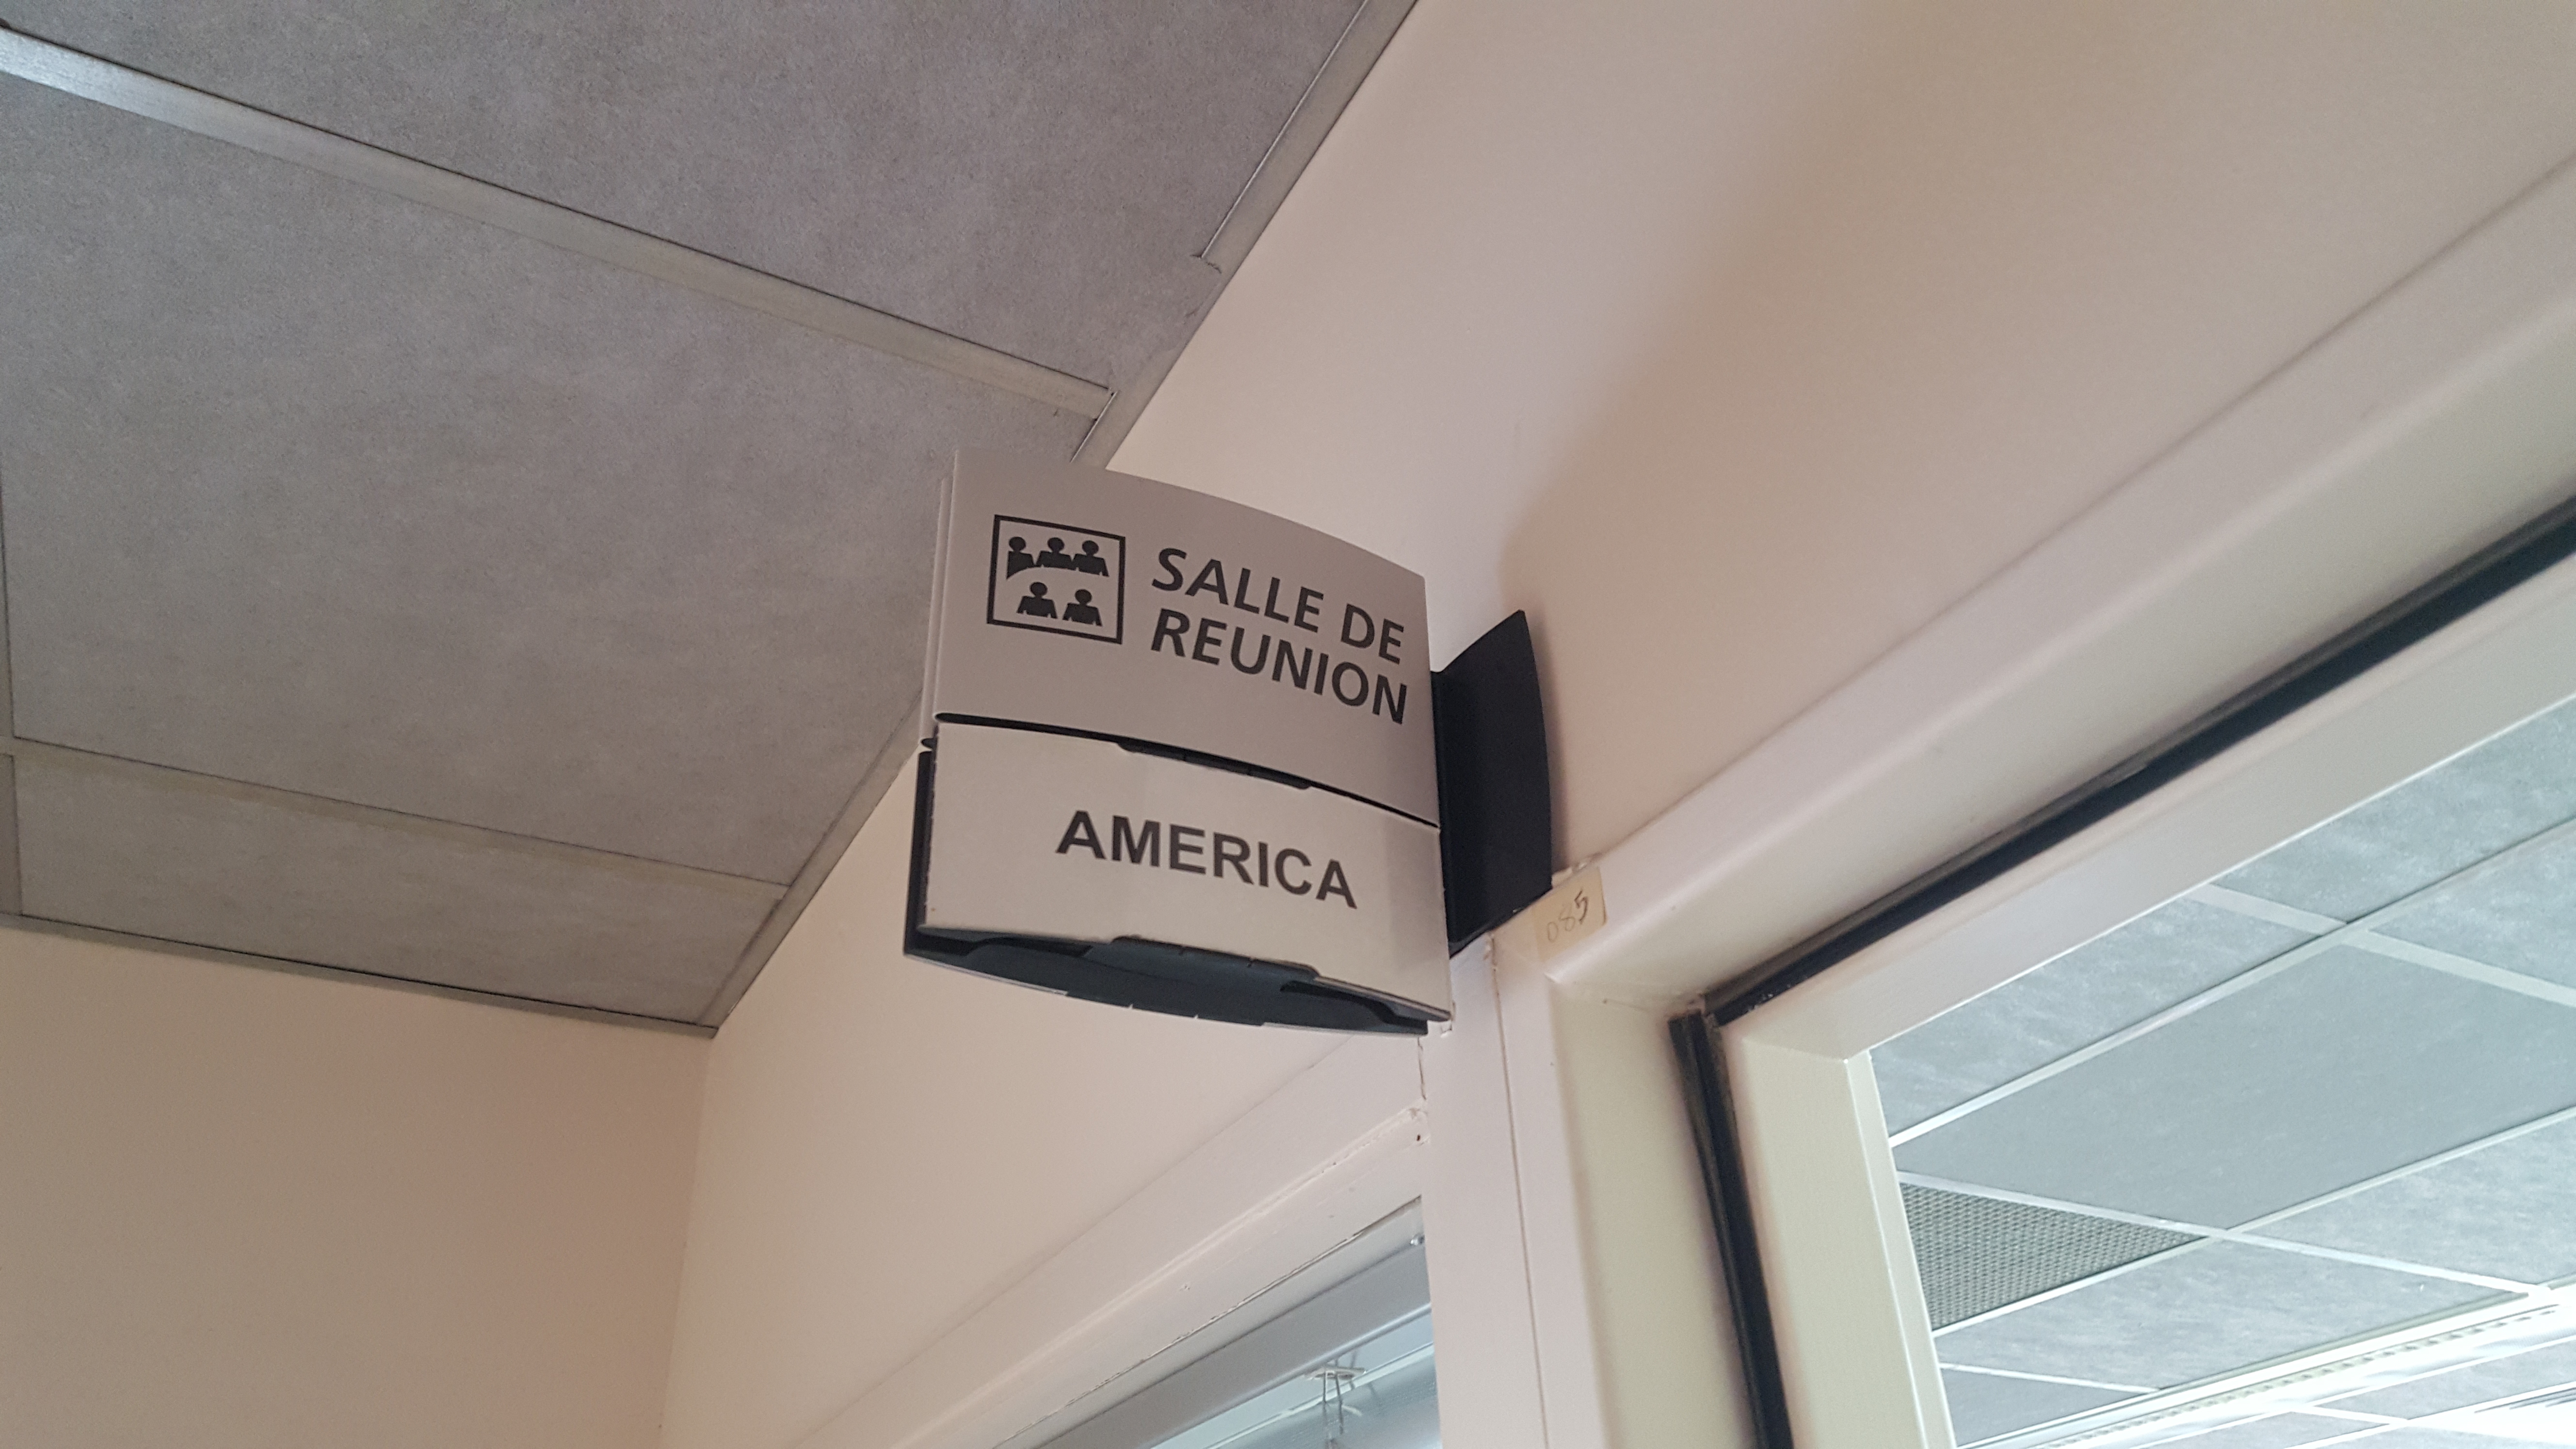 SALLE DE
REUNION
AMERICA
085